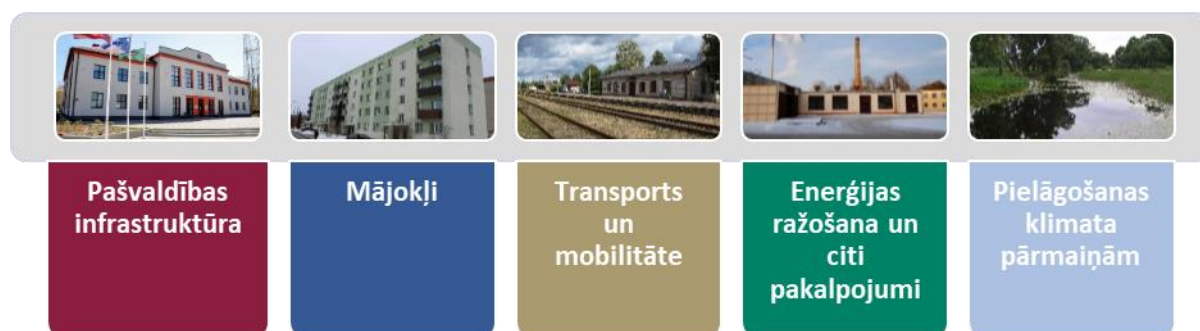 Pašvaldības
infrastruktūra
Mājokļi
Transports
un
mobilitāte
Enerģijas
ražošana un
citi
pakalpojumi
Pielāgošanas
klimata
pārmaiņām